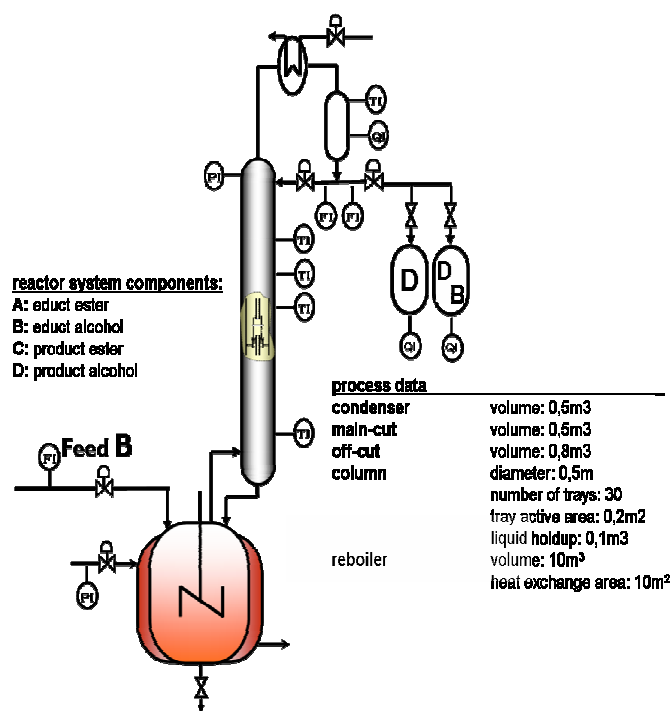 TI
QI
PI
FI FI
TI
TI
TI
D
D
B
QI QI
reactor system components:
A: educt ester
B: educt alcohol
C: product ester
D: product alcohol
process data
condenser volume: 0,5m3
main-cut volume: 0,5m3
off-cut volume: 0,8m3
column diameter: 0,5m
number of trays: 30
tray active area: 0,2m2
liquid holdup: 0,1m3
reboiler volume: 10m³
heat exchange area: 10m²
TI
FI Feed B
PI